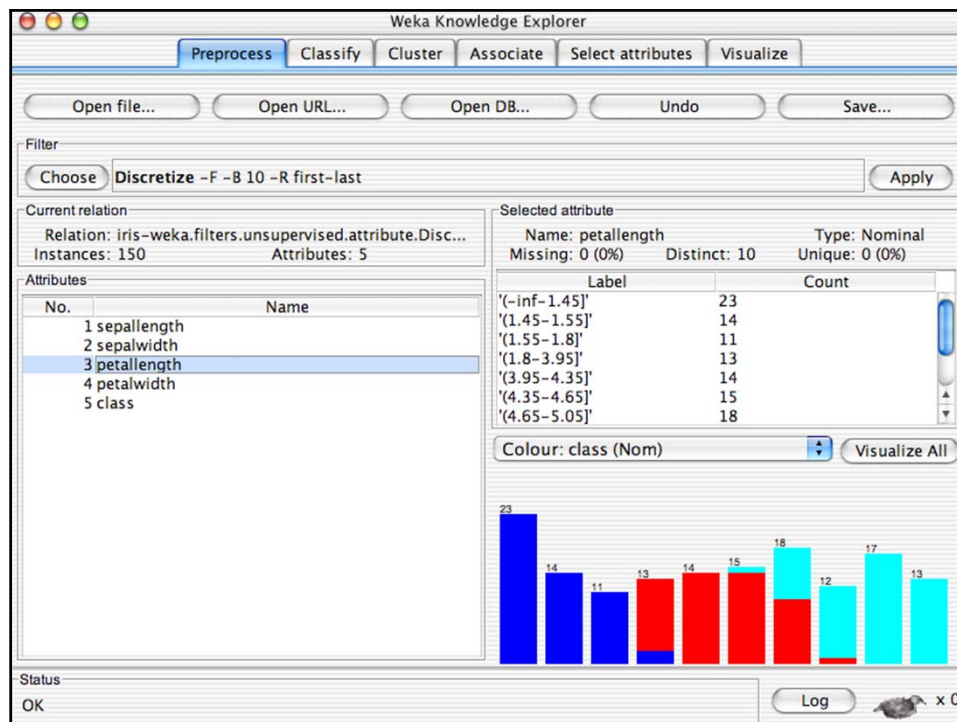 Weka Knowledge Explorer
Preprocess Classify Cluster Associate Select attributes Visualize
Open file... Open URL... Open DB... Undo Save...
Filter
Choose Discretize -F -B 10 -R first-last Apply
Current relation
Relation: iris-weka.filters.unsupervised.attribute.Disc...
Instances: 150 Attributes: 5
Attributes
No. Name
1 sepallength
2 sepalwidth
3 petallength
4 petalwidth
5 class
Selected attribute
Name: petallength Type: Nominal
Missing: 0 (0%) Distinct: 10 Unique: 0 (0%)
Label Count
'(-inf-1.45]' 23
'(1.45-1.55]' 14
'(1.55-1.8]' 11
'(1.8-3.95]' 13
'(3.95-4.35]' 14
'(4.35-4.65]' 15
'(4.65-5.05]' 18
Colour: class (Nom) Visualize All
23 14 11 13 14 15 18 12 17 13
Status
OK Log x 0